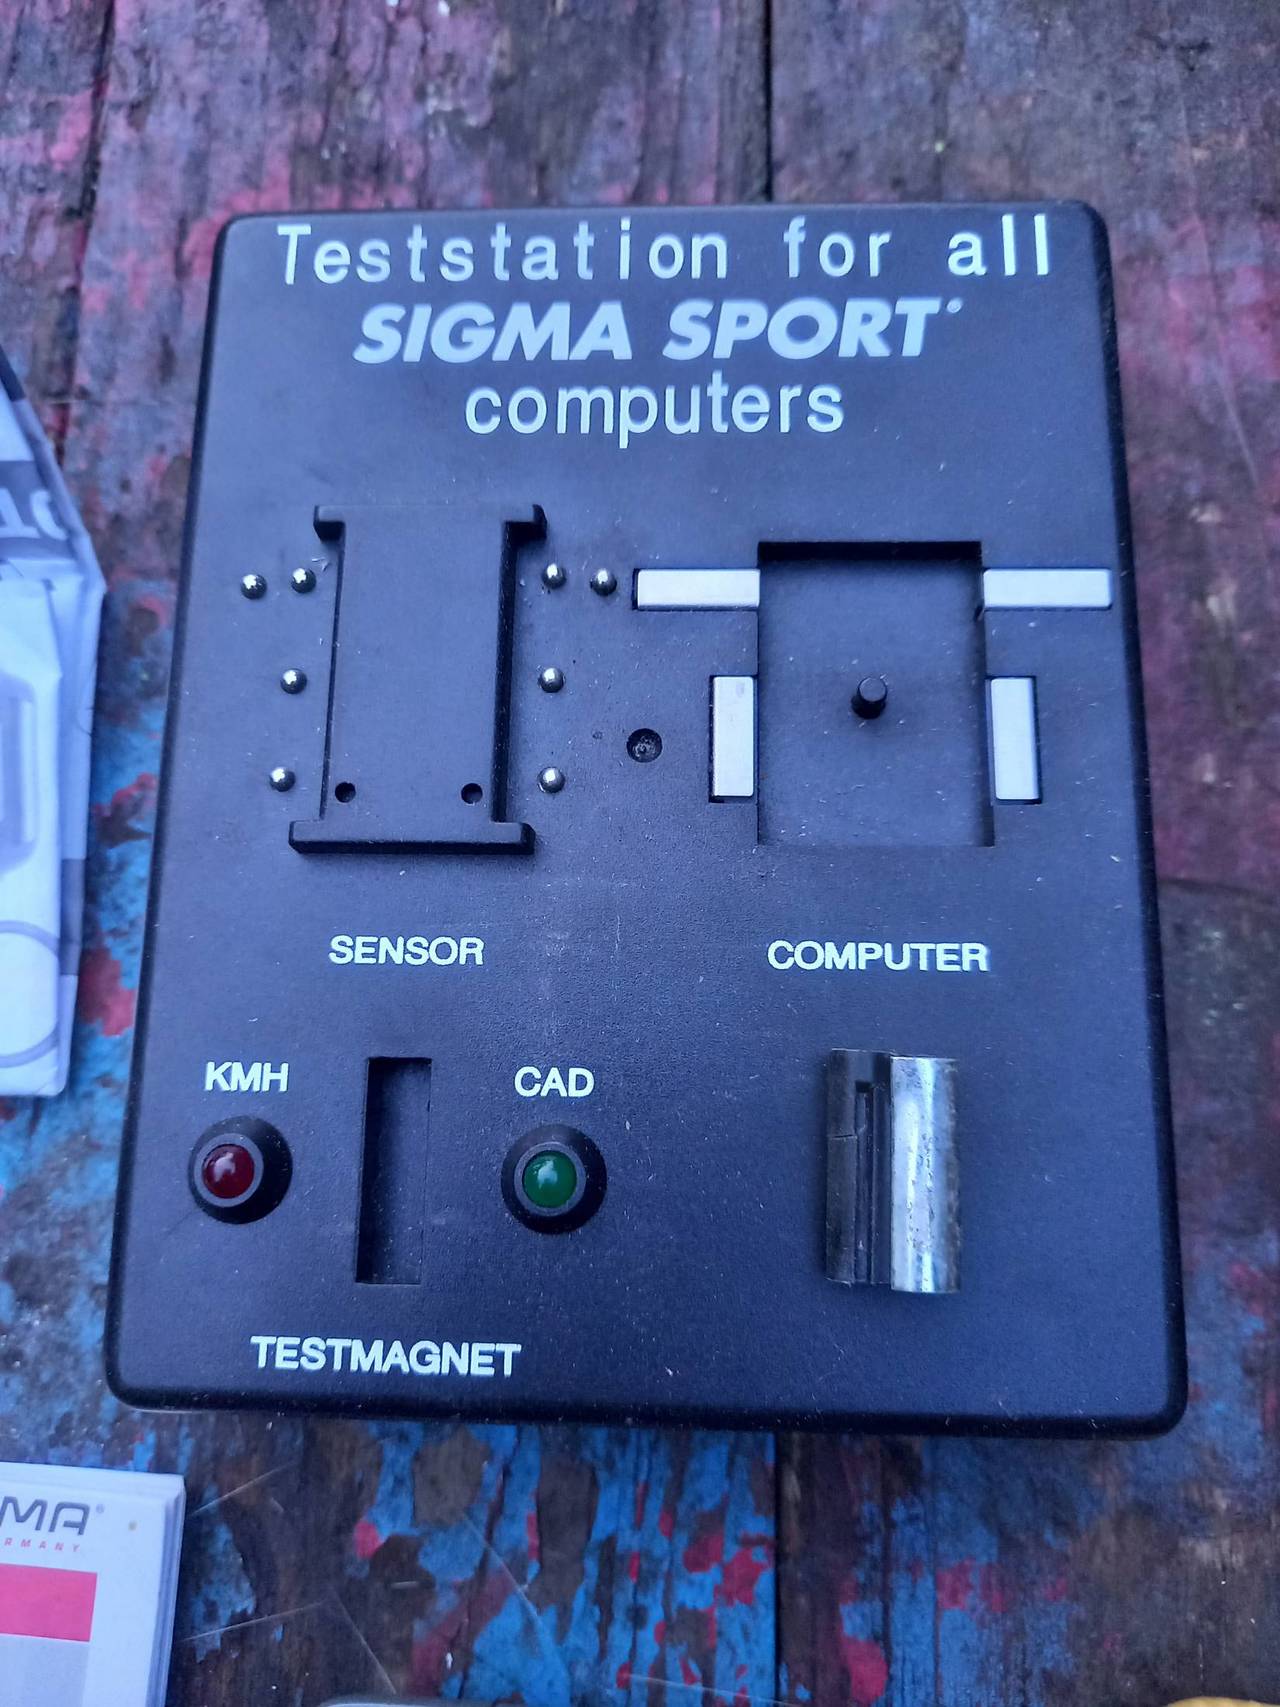 Teststation for all
SIGMA SPORT
computers
SENSOR
COMPUTER
KMH
CAD
TESTMAGNET